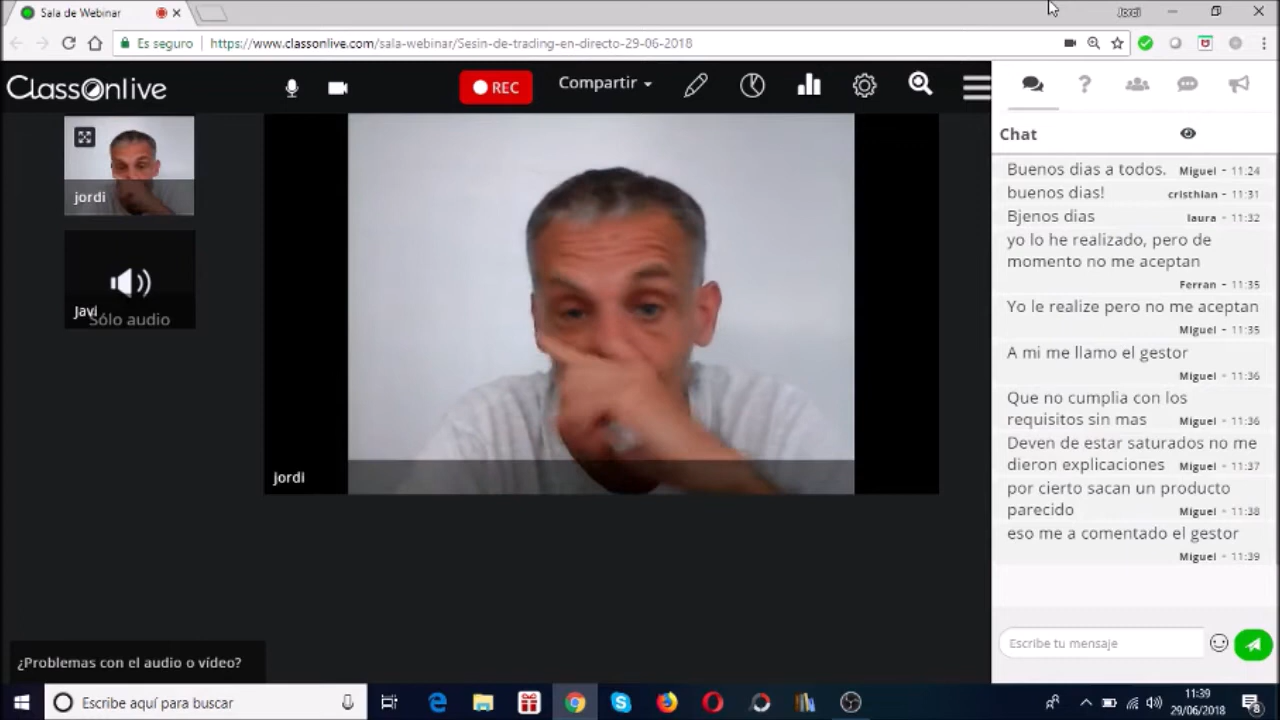 Sala de Webinar
Jordi
Es seguro
https://www.classonlive.com/sala-webinar/Sesin-de-trading-en-directo-29-06-2018
ClassOnlive
REC
Compartir
jordi
Javi
Sólo audio
jordi
¿Problemas con el audio o vídeo?
Chat
Buenos dias a todos. Miguel - 11:24
buenos dias! cristhian - 11:31
Bjenos dias laura - 11:32
yo lo he realizado, pero de
momento no me aceptan
Ferran - 11:35
Yo le realize pero no me aceptan
Miguel - 11:35
A mi me llamo el gestor
Miguel - 11:36
Que no cumplia con los
requisitos sin mas Miguel - 11:36
Deven de estar saturados no me
dieron explicaciones Miguel - 11:37
por cierto sacan un producto
parecido Miguel - 11:38
eso me a comentado el gestor
Miguel - 11:39
Escribe tu mensaje
Escribe aquí para buscar
11:39
29/06/2018
8